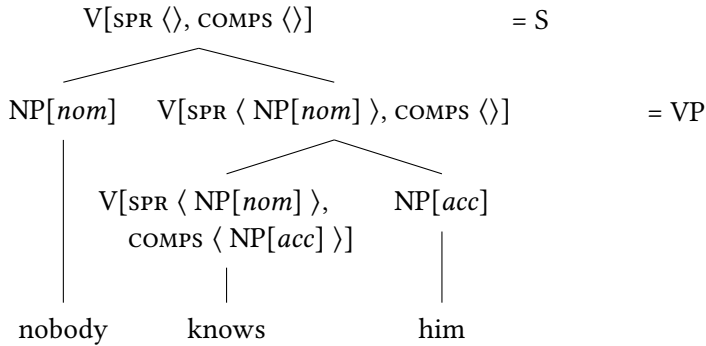 V[SPR ⟨⟩, COMPS ⟨⟩] = S
NP[nom] V[SPR ⟨ NP[nom] ⟩, COMPS ⟨⟩] = VP
V[SPR ⟨ NP[nom] ⟩, NP[acc]
COMPS ⟨ NP[acc] ⟩]
nobody knows him